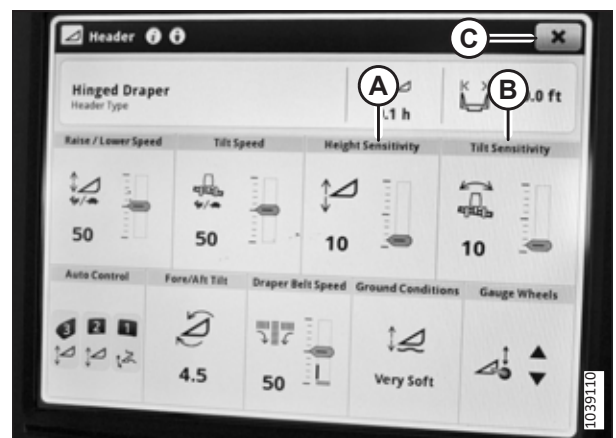 Header
C
Hinged Draper
Header Type
A
.1 h
B
.0 ft
Raise / Lower Speed
Tilt Speed
Height Sensitivity
Tilt Sensitivity
50
50
10
10
Auto Control
Fore/Aft Tilt
Draper Belt Speed
Ground Conditions
Gauge Wheels
3 2 1
4.5
50
Very Soft
1039110